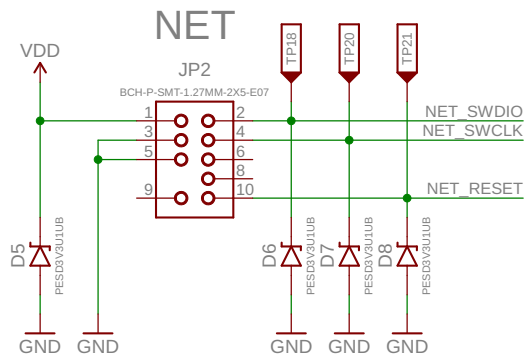 NET
VDD
TP18
TP20
TP21
JP2
BCH-P-SMT-1.27MM-2X5-E07
1
2
NET_SWDIO
3
4
NET_SWCLK
5
6
8
9
10
NET_RESET
D5
PESD3V3U1UB
D6
PESD3V3U1UB
D7
PESD3V3U1UB
D8
PESD3V3U1UB
GND
GND
GND
GND
GND